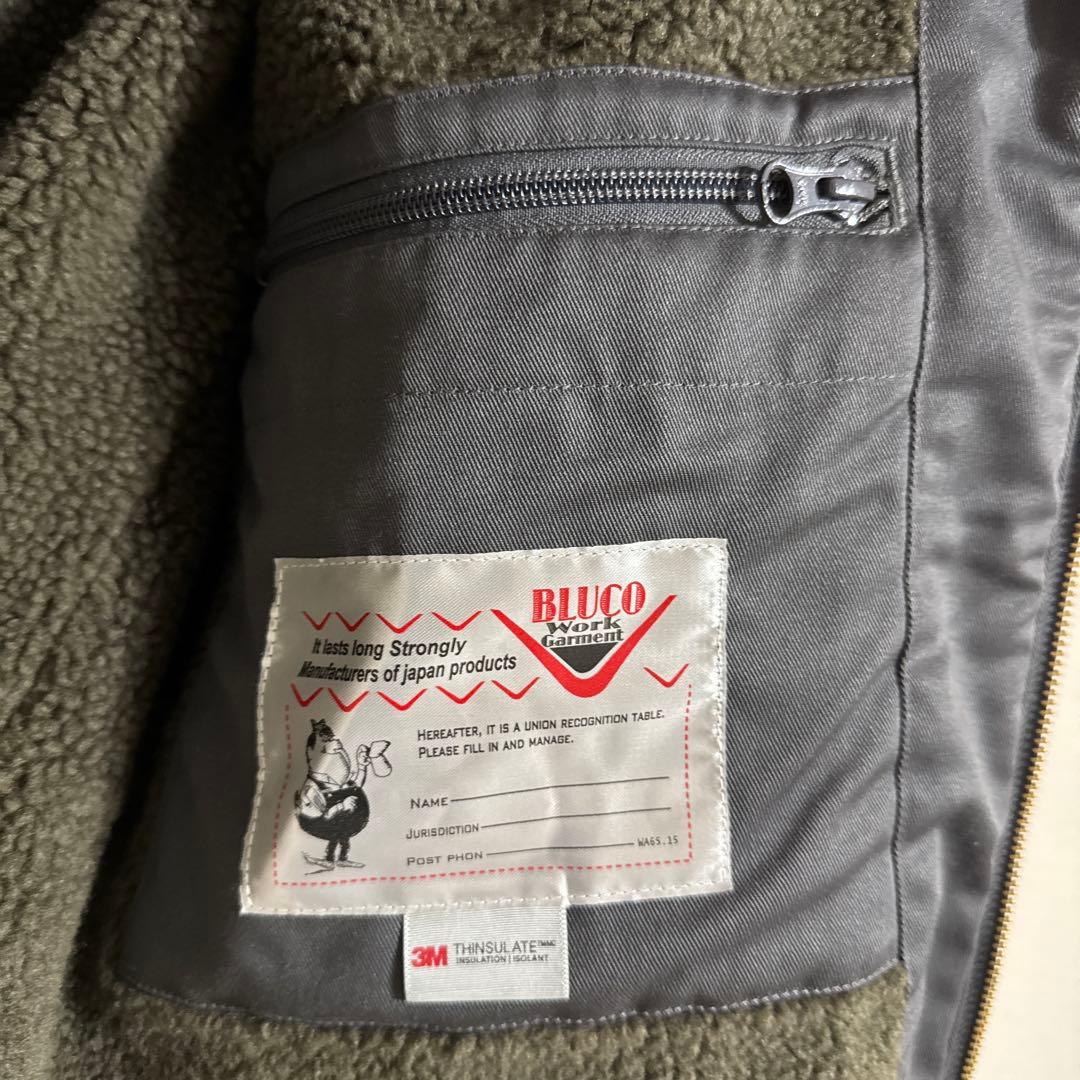 BLUCO
Work
Garment
It lasts long Strongly
Manufacturers of japan products
HEREAFTER, IT IS A UNION RECOGNITION TABLE.
PLEASE FILL IN AND MANAGE.
NAME
JURISDICTION
POST PHON
WA65.15
3M THINSULATE
INSULATION | ISOLANT